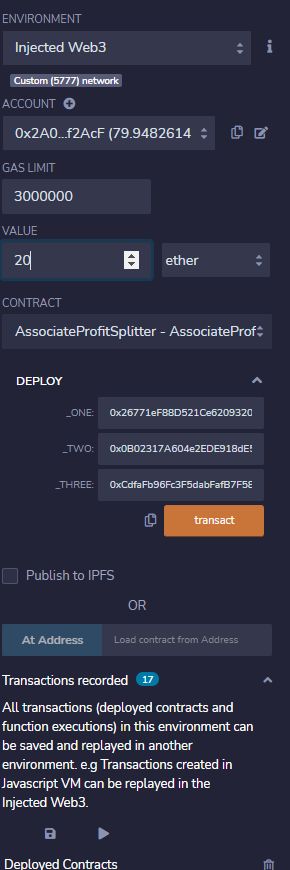 ENVIRONMENT
Injected Web3
Custom (5777) network
ACCOUNT
0x2A0...f2AcF (79.9482614
GAS LIMIT
3000000
VALUE
20 ether
CONTRACT
AssociateProfitSplitter - AssociateProf
DEPLOY
_ONE: 0x26771eF88D521Ce6209320
_TWO: 0x0B02317A604e2EDE918dE5
_THREE: 0xCdfaFb96Fc3F5dabFafB7F58
transact
Publish to IPFS
OR
At Address Load contract from Address
Transactions recorded 17
All transactions (deployed contracts and
function executions) in this environment can
be saved and replayed in another
environment. e.g Transactions created in
Javascript VM can be replayed in the
Injected Web3.
Deployed Contracts